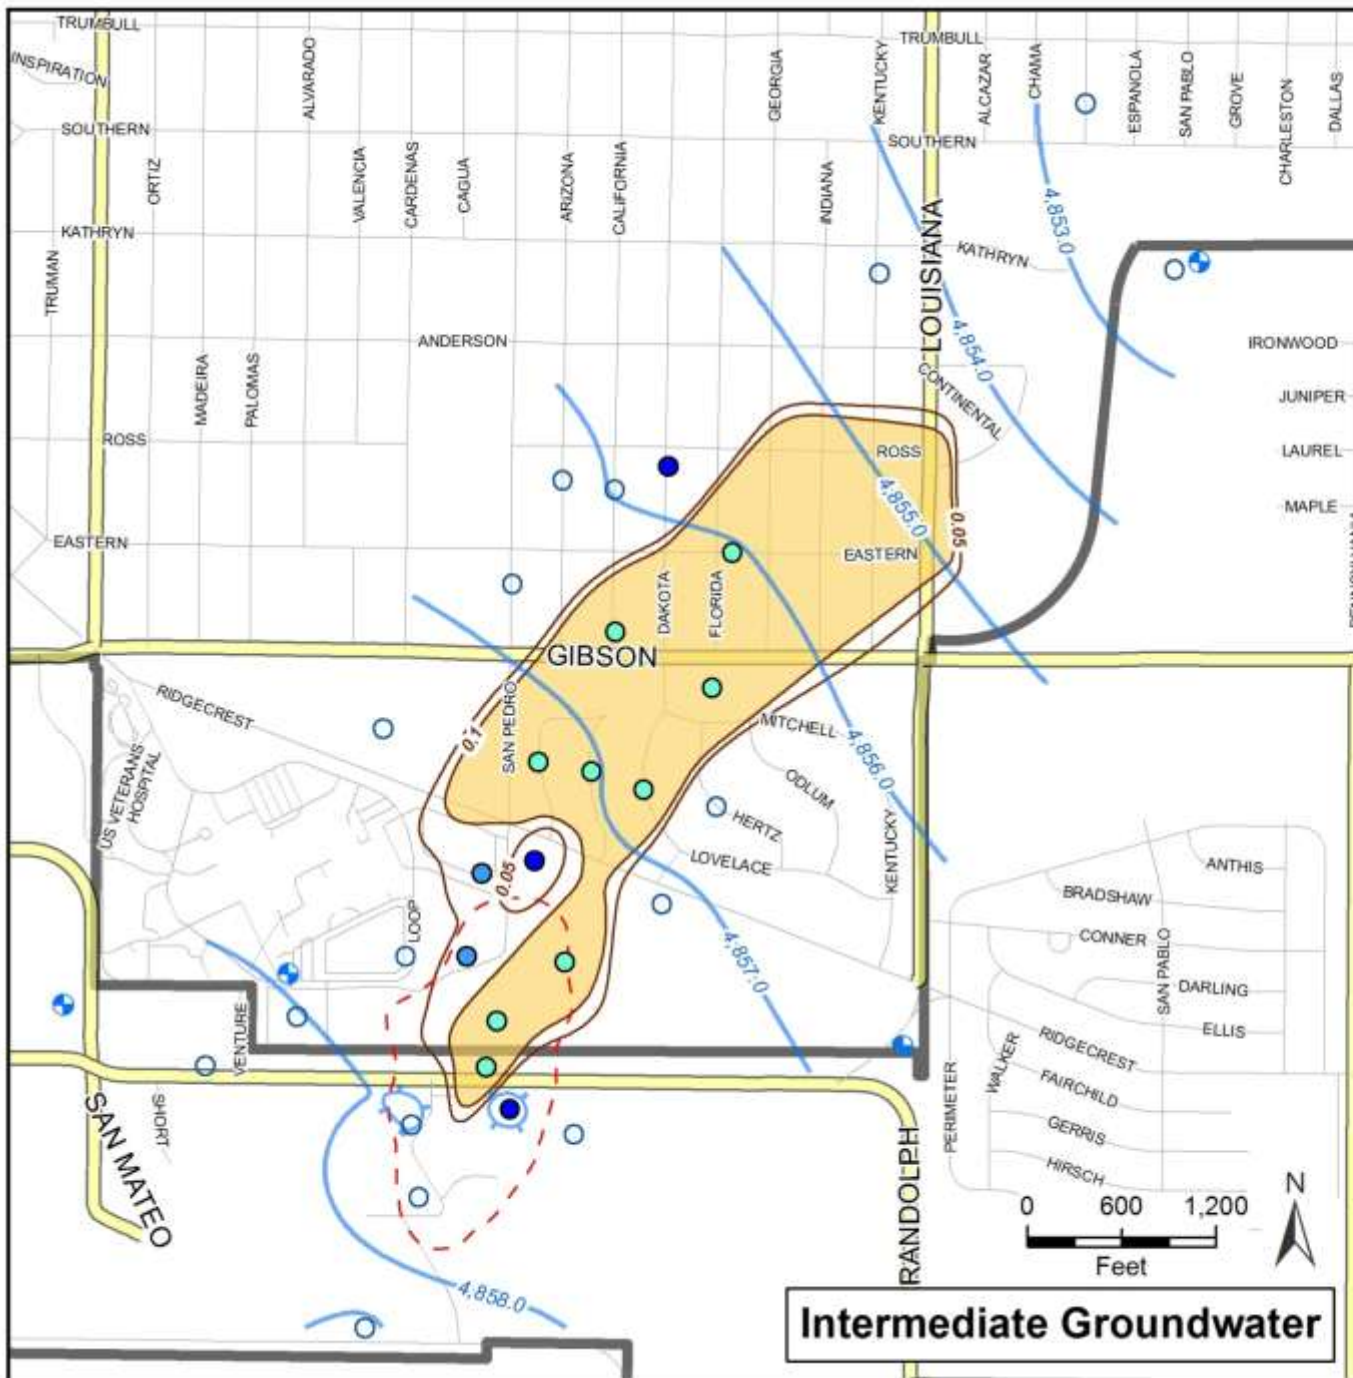 TRUMBULL
INSPIRATION
ALVARADO
GEORGIA
KENTUCKY
TRUMBULL
ALCAZAR
CHAMA
ESPANOLA
SAN PABLO
GROVE
CHARLESTON
DALLAS
SOUTHERN
SOUTHERN
ORTIZ
VALENCIA
CARDENAS
CAGUA
ARIZONA
CALIFORNIA
INDIANA
4,853.0
KATHRYN
LOUISIANA
KATHRYN
TRUMAN
ANDERSON
4,854.0
IRONWOOD
MADEIRA
PALOMAS
CONTINENTAL
JUNIPER
ROSS
ROSS
LAUREL
4,855.0
MAPLE
EASTERN
0.05
EASTERN
DAKOTA
FLORIDA
GIBSON
RIDGECREST
SAN PEDRO
0.1
MITCHELL
4,856.0
US VETERANS
HOSPITAL
ODLUM
HERTZ
KENTUCKY
LOVELACE
ANTHIS
0.05
BRADSHAW
LOOP
CONNER
SAN PABLO
4,857.0
DARLING
ELLIS
VENTURE
RIDGECREST
WALKER
FAIRCHILD
SAN MATEO
SHORT
PERIMETER
GERRIS
RANDOLPH
HIRSCH
N
0 600 1,200
Feet
4,858.0
Intermediate Groundwater